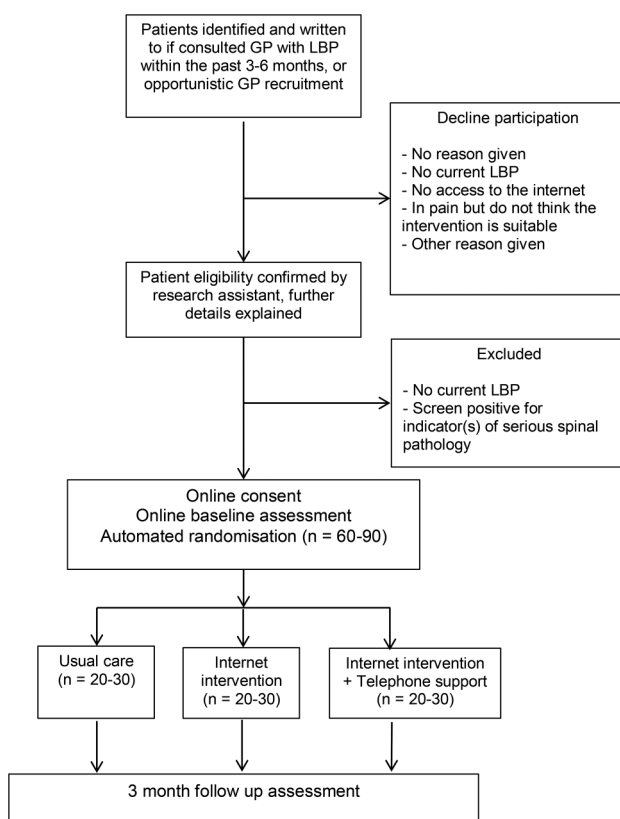 Patients identified and written
to if consulted GP with LBP
within the past 3-6 months, or
opportunistic GP recruitment
Decline participation
- No reason given
- No current LBP
- No access to the internet
- In pain but do not think the
intervention is suitable
- Other reason given
Patient eligibility confirmed by
research assistant, further
details explained
Excluded
- No current LBP
- Screen positive for
indicator(s) of serious spinal
pathology
Online consent
Online baseline assessment
Automated randomisation (n = 60-90)
Usual care
(n = 20-30)
Internet
intervention
(n = 20-30)
Internet intervention
+ Telephone support
(n = 20-30)
3 month follow up assessment